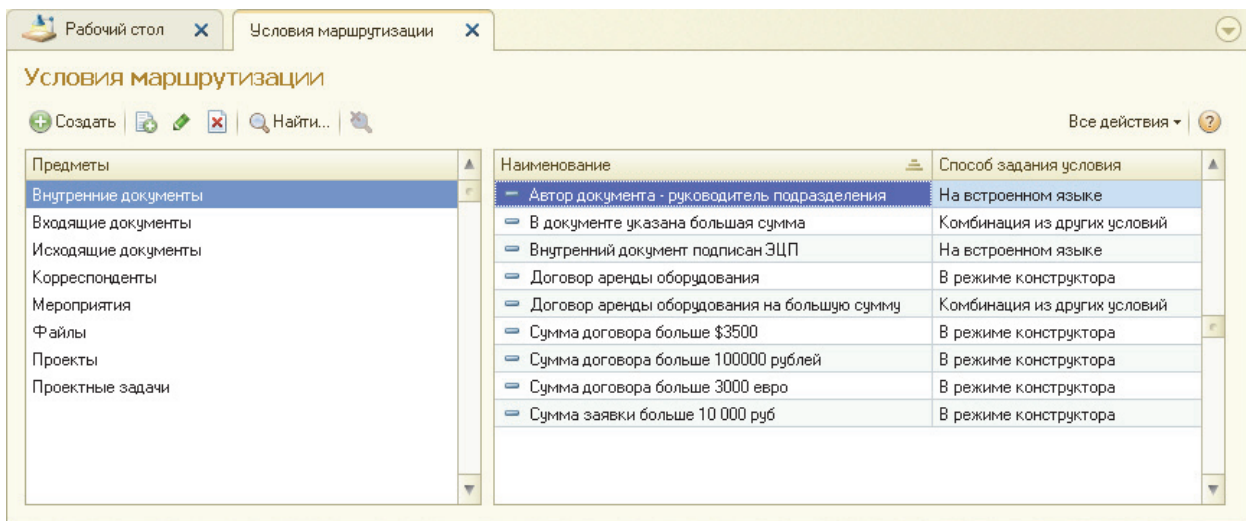 Рабочий стол
Условия маршрутизации
Условия маршрутизации
Создать
Найти...
Все действия
Предметы
Внутренние документы
Входящие документы
Исходящие документы
Корреспонденты
Мероприятия
Файлы
Проекты
Проектные задачи
Наименование Способ задания условия
Автор документа - руководитель подразделения На встроенном языке
В документе указана большая сумма Комбинация из других условий
Внутренний документ подписан ЭЦП На встроенном языке
Договор аренды оборудования В режиме конструктора
Договор аренды оборудования на большую сумму Комбинация из других условий
Сумма договора больше $3500 В режиме конструктора
Сумма договора больше 100000 рублей В режиме конструктора
Сумма договора больше 3000 евро В режиме конструктора
Сумма заявки больше 10 000 руб В режиме конструктора